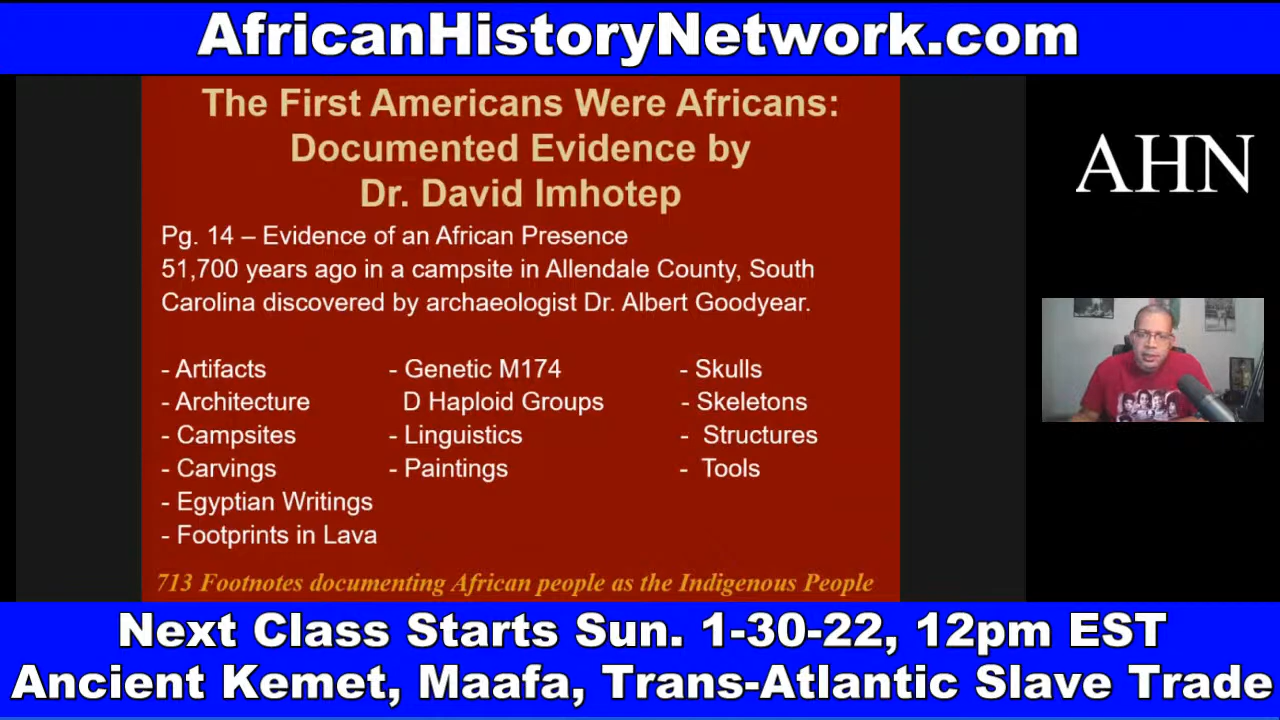 AfricanHistoryNetwork.com
The First Americans Were Africans:
Documented Evidence by
Dr. David Imhotep
Pg. 14 – Evidence of an African Presence
51,700 years ago in a campsite in Allendale County, South
Carolina discovered by archaeologist Dr. Albert Goodyear.
- Artifacts
- Architecture
- Campsites
- Carvings
- Egyptian Writings
- Footprints in Lava
- Genetic M174
D Haploid Groups
- Linguistics
- Paintings
- Skulls
- Skeletons
- Structures
- Tools
713 Footnotes documenting African people as the Indigenous People
AHN
Next Class Starts Sun. 1-30-22, 12pm EST
Ancient Kemet, Maafa, Trans-Atlantic Slave Trade